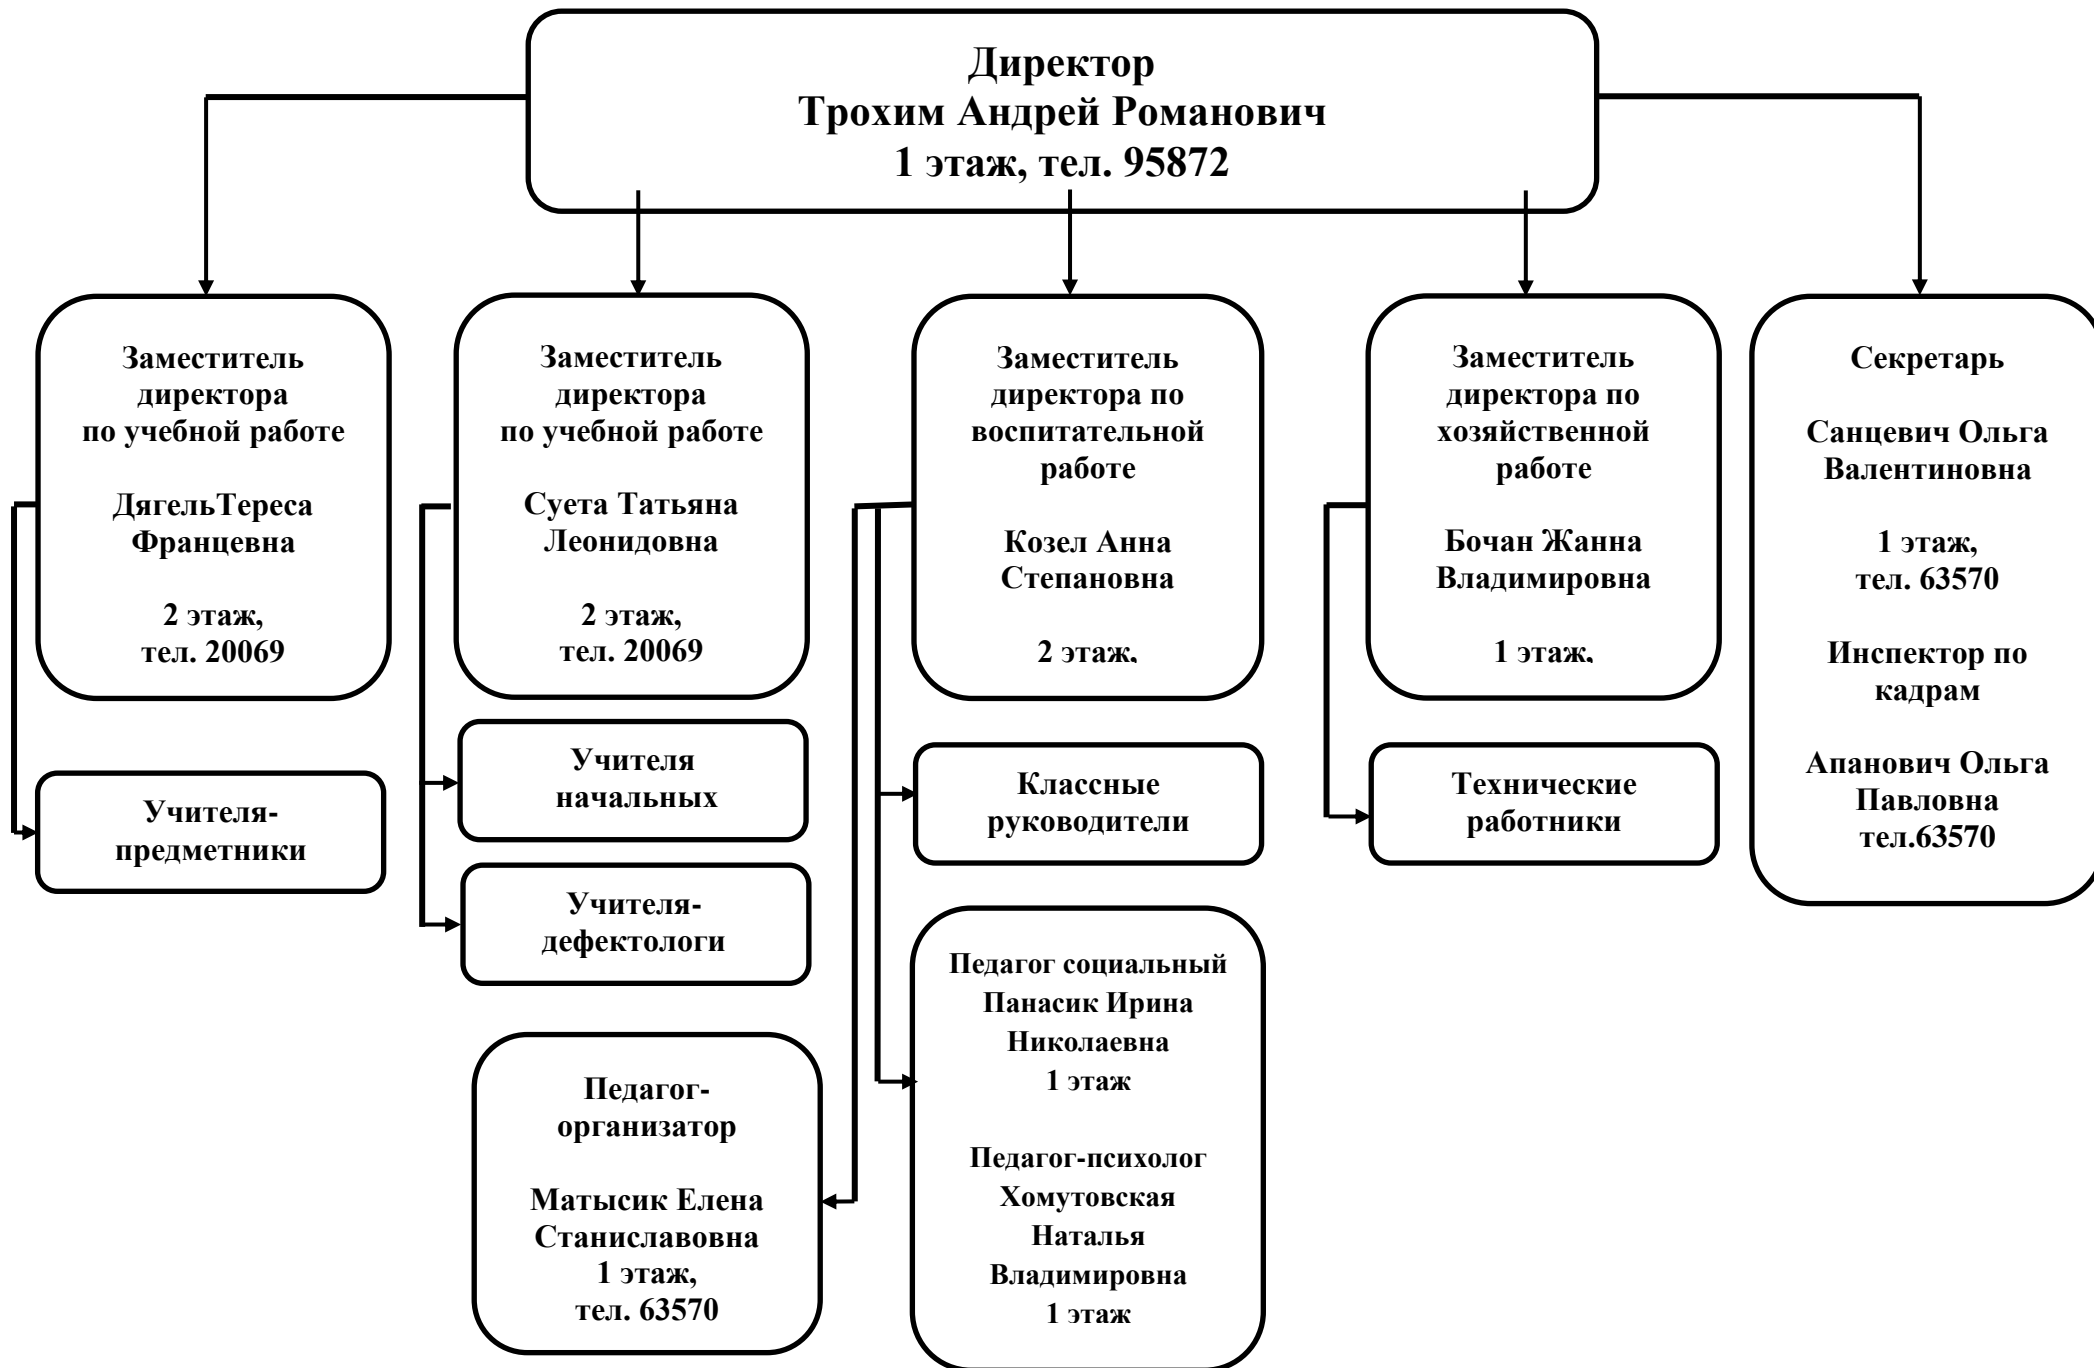 Директор
Трохим Андрей Романович
1 этаж, тел. 95872
Заместитель
директора
по учебной работе
ДягельТереса
Францевна
2 этаж,
тел. 20069
Заместитель
директора
по учебной работе
Суета Татьяна
Леонидовна
2 этаж,
тел. 20069
Заместитель
директора по
воспитательной
работе
Козел Анна
Степановна
2 этаж,
Заместитель
директора по
хозяйственной
работе
Бочан Жанна
Владимировна
1 этаж,
Секретарь
Санцевич Ольга
Валентиновна
1 этаж,
тел. 63570
Инспектор по
кадрам
Апанович Ольга
Павловна
тел.63570
Учителя-
предметники
Учителя
начальных
Учителя-
дефектологи
Классные
руководители
Технические
работники
Педагог-
организатор
Матысик Елена
Станиславовна
1 этаж,
тел. 63570
Педагог социальный
Панасик Ирина
Николаевна
1 этаж
Педагог-психолог
Хомутовская
Наталья
Владимировна
1 этаж